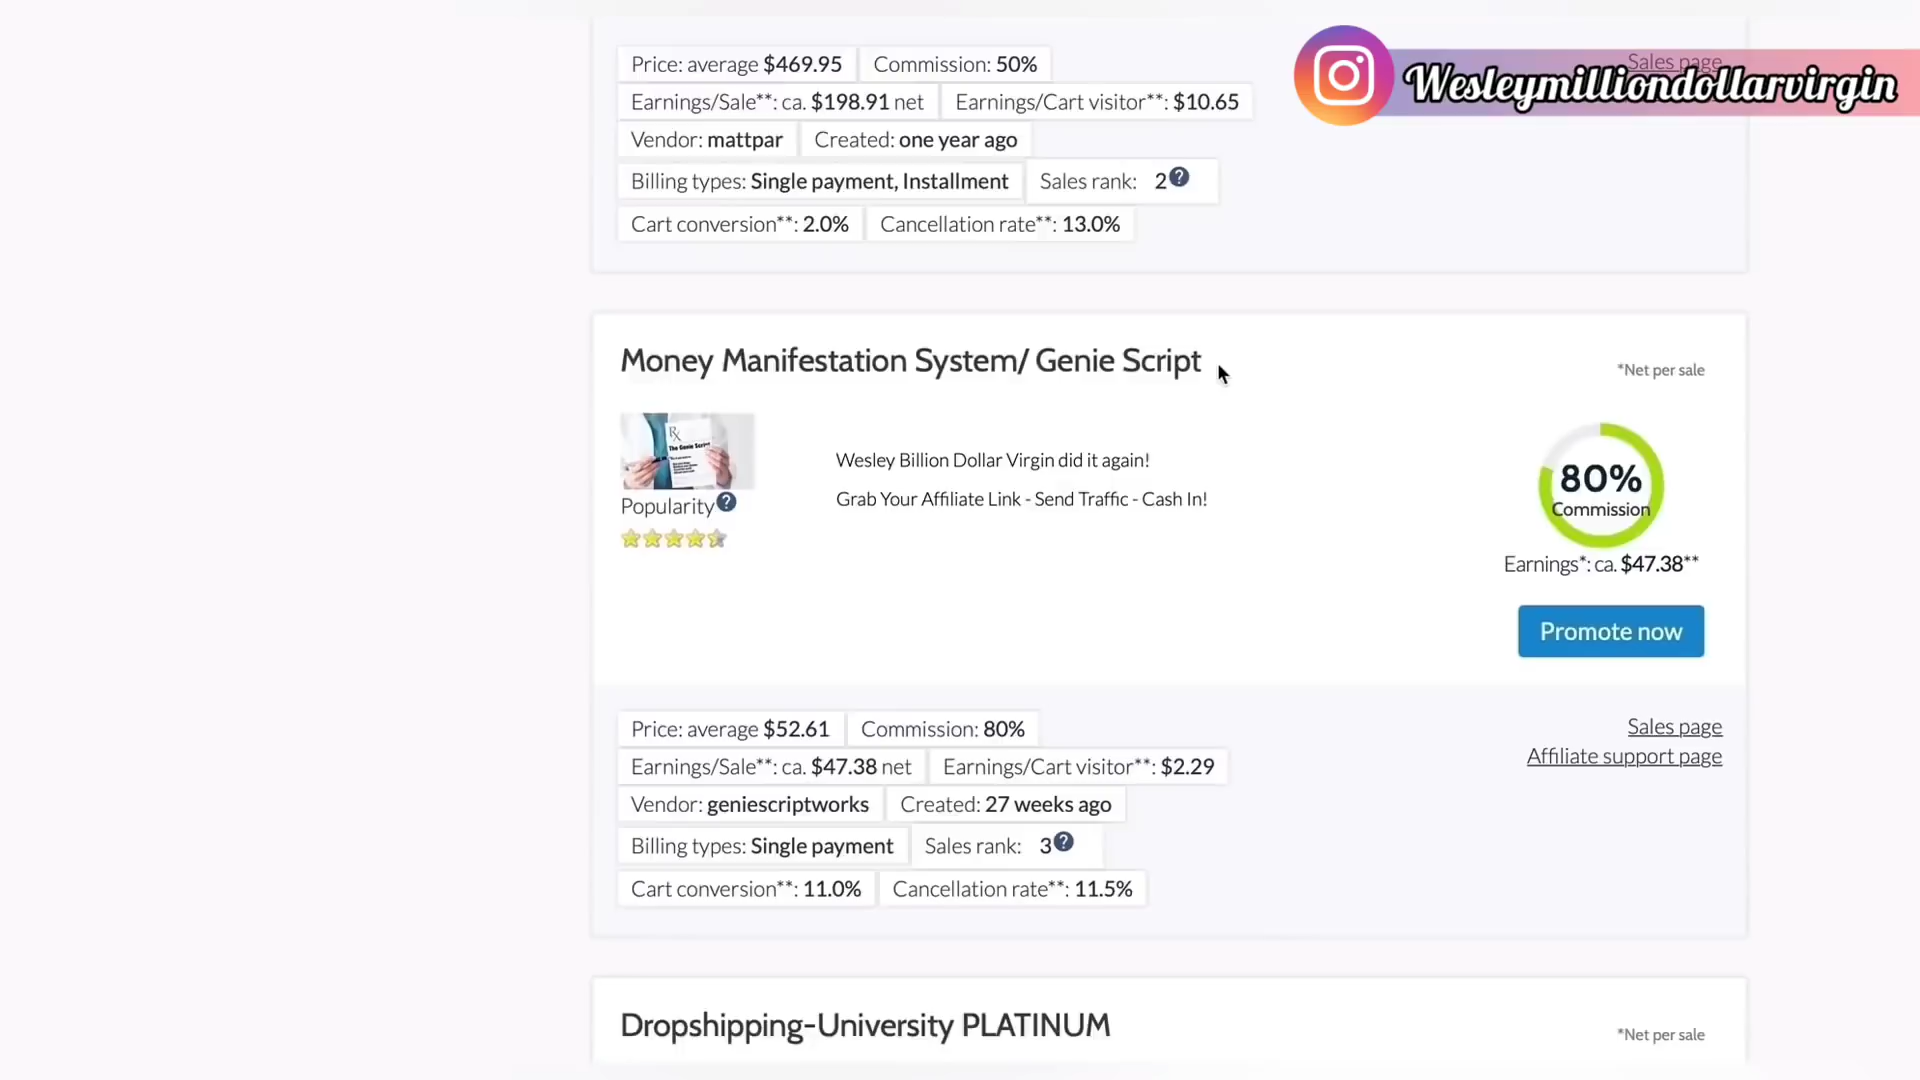 Price: average $469.95 Commission: 50%
Sales page
Wesleymilliondollarvirgin
Earnings/Sale**: ca. $198.91 net Earnings/Cart visitor**: $10.65
Vendor: mattpar Created: one year ago
Billing types: Single payment, Installment Sales rank: 2 ?
Cart conversion**: 2.0% Cancellation rate**: 13.0%
Money Manifestation System/ Genie Script
*Net per sale
Rx
The Genie Script
Wesley Billion Dollar Virgin did it again!
Grab Your Affiliate Link - Send Traffic - Cash In!
Popularity ?
80%
Commission
Earnings*: ca. $47.38**
Promote now
Price: average $52.61 Commission: 80%
Sales page
Earnings/Sale**: ca. $47.38 net Earnings/Cart visitor**: $2.29
Affiliate support page
Vendor: geniescriptworks Created: 27 weeks ago
Billing types: Single payment Sales rank: 3 ?
Cart conversion**: 11.0% Cancellation rate**: 11.5%
Dropshipping-University PLATINUM
*Net per sale